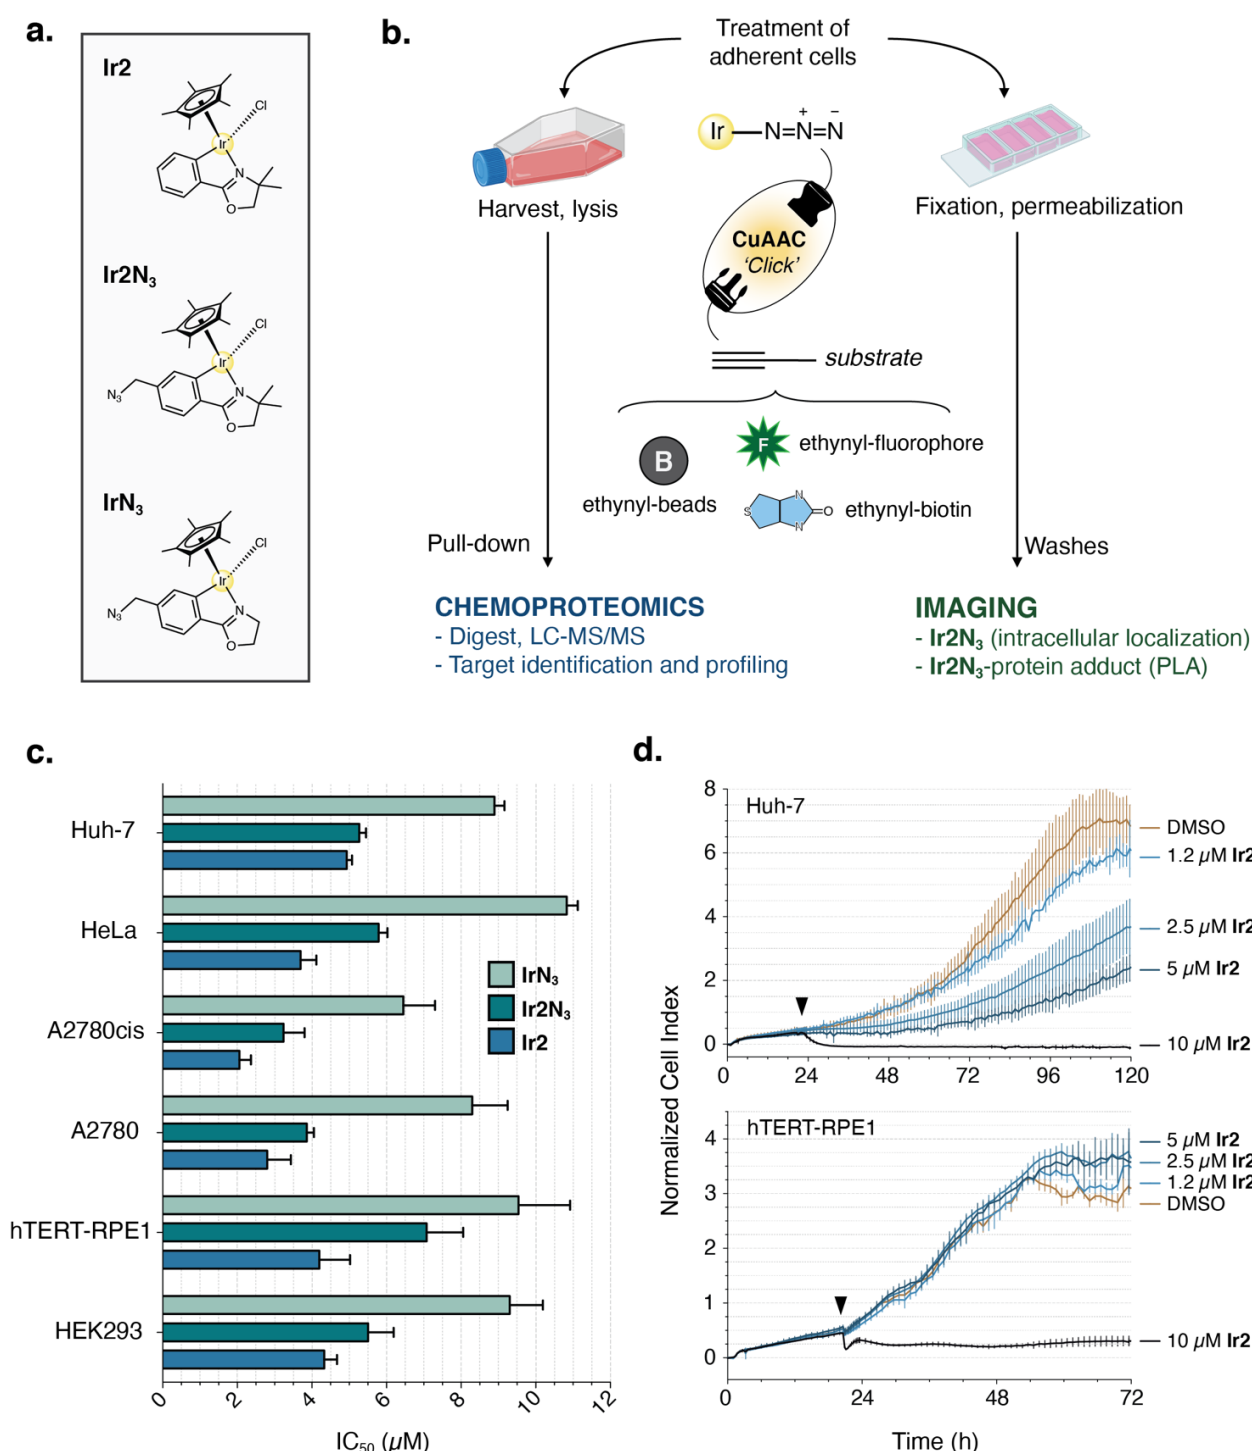 a.
Ir2
Cl
Ir
N
O
Ir2N₃
Cl
Ir
N₃
N
O
IrN₃
Cl
Ir
N₃
N
O
b.
Treatment of
adherent cells
Ir
N=N=N
+ −
Harvest, lysis
CuAAC
'Click'
Fixation, permeabilization
substrate
B
ethynyl-beads
F
ethynyl-fluorophore
S
N
N
O
ethynyl-biotin
Pull-down
Washes
CHEMOPROTEOMICS
- Digest, LC-MS/MS
- Target identification and profiling
IMAGING
- Ir2N₃ (intracellular localization)
- Ir2N₃-protein adduct (PLA)
c.
Huh-7
HeLa
A2780cis
A2780
hTERT-RPE1
HEK293
IrN₃
Ir2N₃
Ir2
0 2 4 6 8 10 12
IC₅₀ (µM)
d.
Normalized Cell Index
Huh-7
8
6
4
2
0
0 24 48 72 96 120
DMSO
1.2 µM Ir2
2.5 µM Ir2
5 µM Ir2
10 µM Ir2
hTERT-RPE1
4
3
2
1
0
0 24 48 72
5 µM Ir2
2.5 µM Ir2
1.2 µM Ir2
DMSO
10 µM Ir2
Time (h)